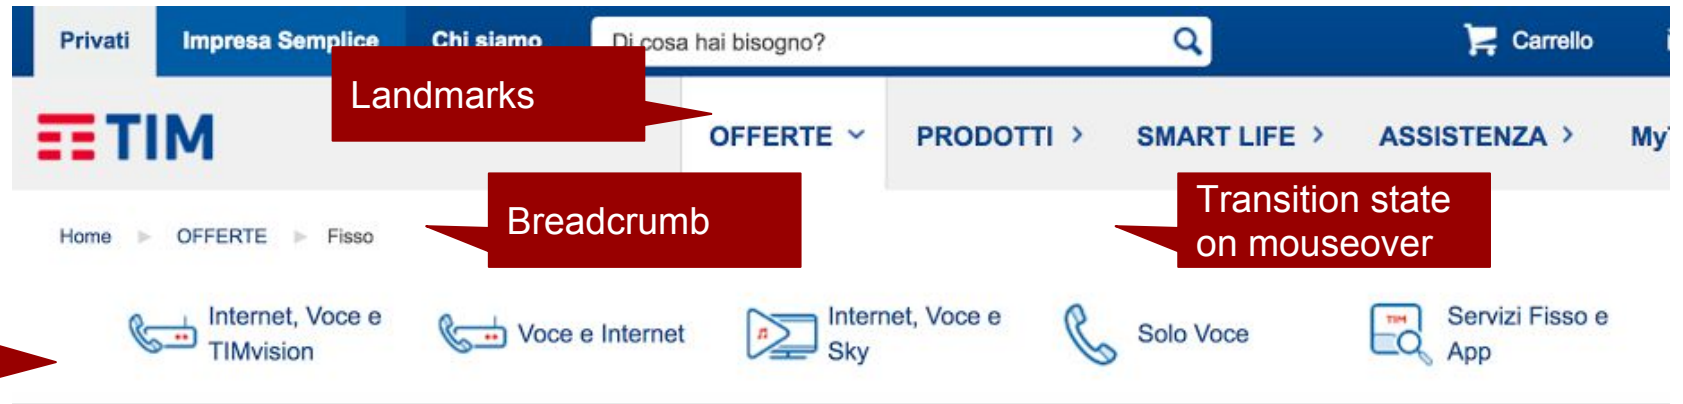 Privati Impresa Semplice Chi siamo Di cosa hai bisogno? Carrello
Landmarks
TIM OFFERTE PRODOTTI > SMART LIFE > ASSISTENZA >
Breadcrumb
Transition state
on mouseover
Home OFFERTE Fisso
Internet, Voce e
TIMvision
Voce e Internet
Internet, Voce e
Sky
Solo Voce
TIM
Servizi Fisso e
App